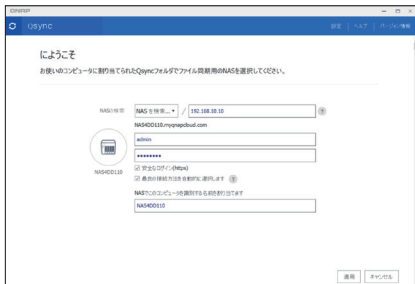 QNAP
Qsync
設定 | ヘルプ | バージョン情報
にようこそ
お使いのコンピュータに割り当てられたQsyncフォルダでファイル同期用のNASを選択してください。
NASの検索
NAS を検索... / 192.168.10.10
NAS4DD110.myqnapcloud.com
admin
••••••••
NAS4DD110
安全なログイン(https)
最良の接続方法を自動的に選択します
NASでこのコンピュータを識別する名前を割り当てます
NAS4DD110
適用 キャンセル